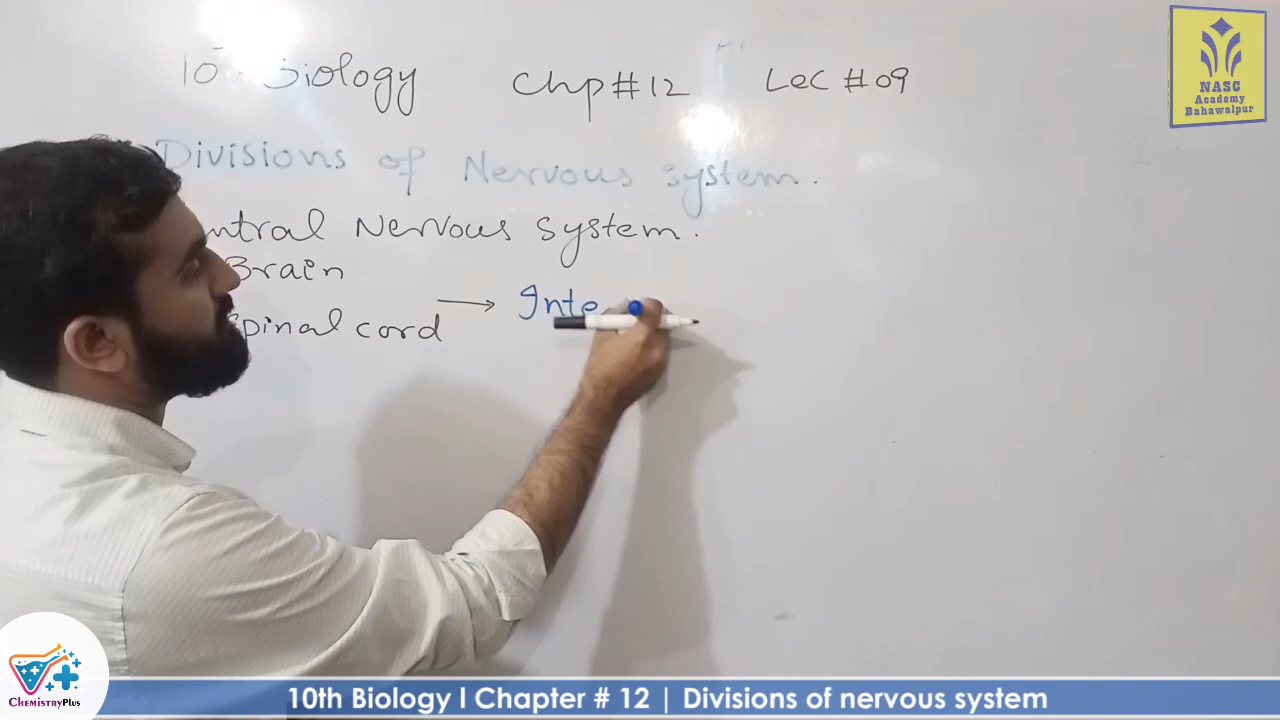 10 Biology Chp # 12 Lec # 09
Divisions of Nervous system.
ntral Nervous System.
Brain
Spinal cord → Inte
NASC
Academy
Bahawalpur
ChemistryPlus
10th Biology I Chapter # 12 | Divisions of nervous system